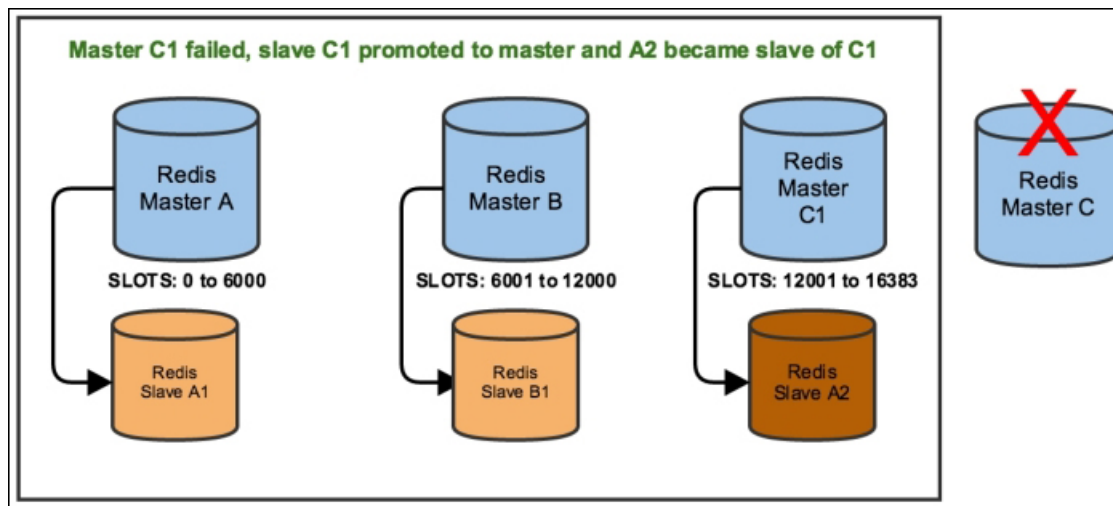 Master C1 failed, slave C1 promoted to master and A2 became slave of C1
Redis
Master A
Redis
Master B
Redis
Master
C1
Redis
Master C
X
SLOTS: 0 to 6000
SLOTS: 6001 to 12000
SLOTS: 12001 to 16383
Redis
Slave A1
Redis
Slave B1
Redis
Slave A2